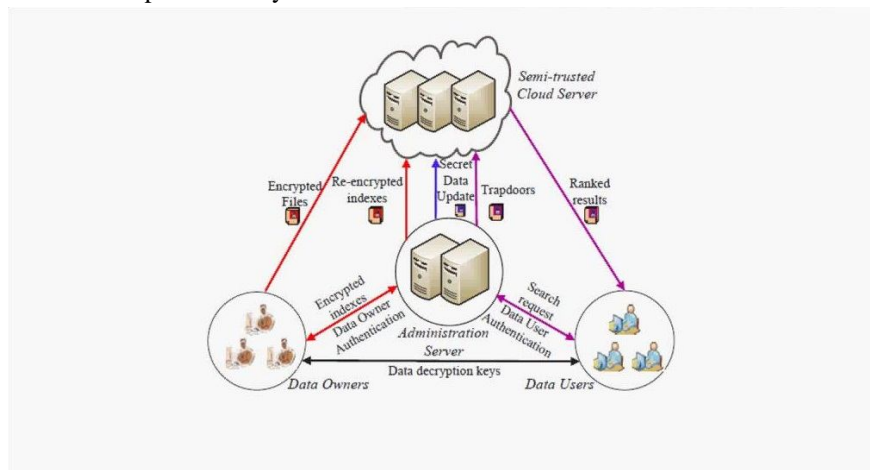 Semi-trusted
Cloud Server
Encrypted
Files
Re-encrypted
indexes
Secret
Data
Update
Trapdoors
Ranked
results
Encrypted
indexes
Data Owner
Authentication
Search
request
Data User
Authentication
Administration
Server
Data decryption keys
Data Owners
Data Users